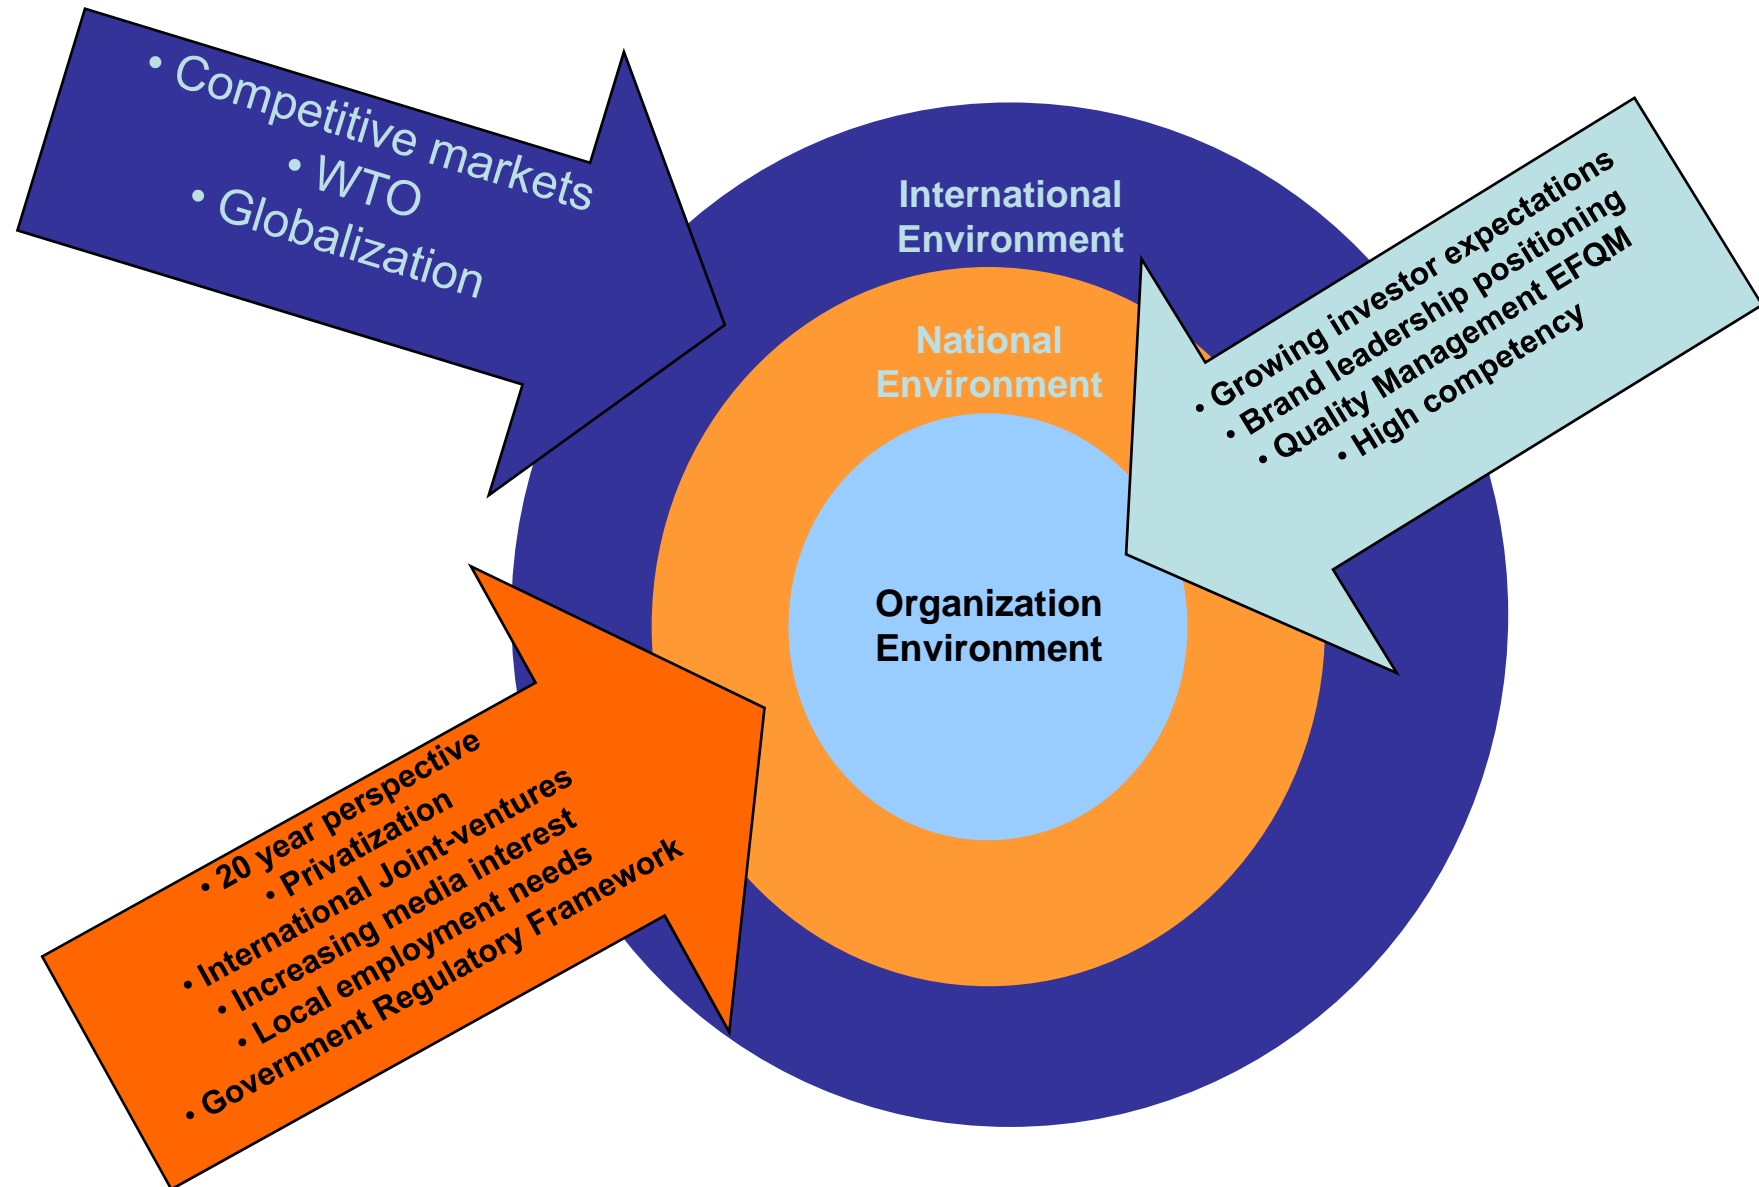 • Competitive markets
• WTO
• Globalization
International
Environment
National
Environment
Organization
Environment
• Growing investor expectations
• Brand leadership positioning
• Quality Management EFQM
• High competency
• 20 year perspective
• Privatization
• International Joint-ventures
• Increasing media interest
• Local employment needs
• Government Regulatory Framework